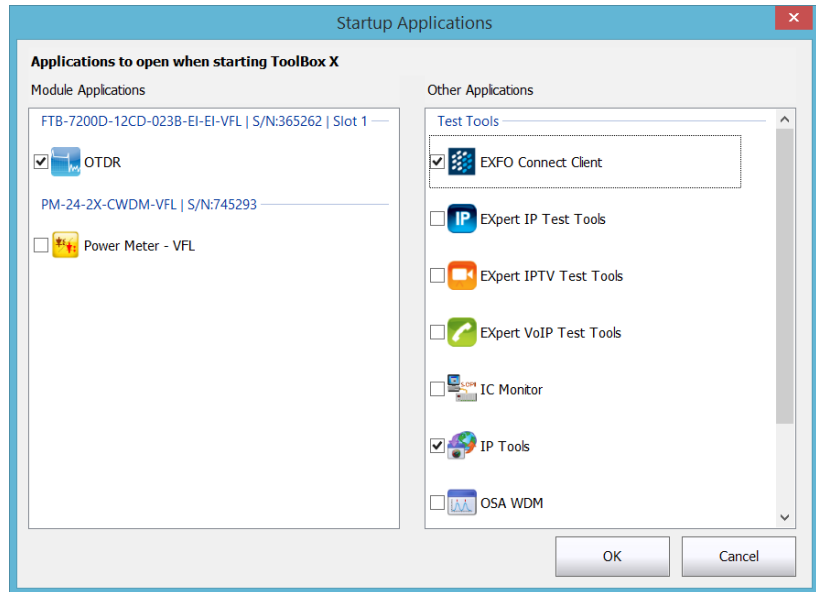 Startup Applications
Applications to open when starting ToolBox X
Module Applications
FTB-7200D-12CD-023B-EI-EI-VFL | S/N:365262 | Slot 1
OTDR
PM-24-2X-CWDM-VFL | S/N:745293
Power Meter - VFL
Other Applications
Test Tools
EXFO Connect Client
IP
EXpert IP Test Tools
EXpert IPTV Test Tools
EXpert VoIP Test Tools
IC Monitor
IP Tools
OSA WDM
OK
Cancel